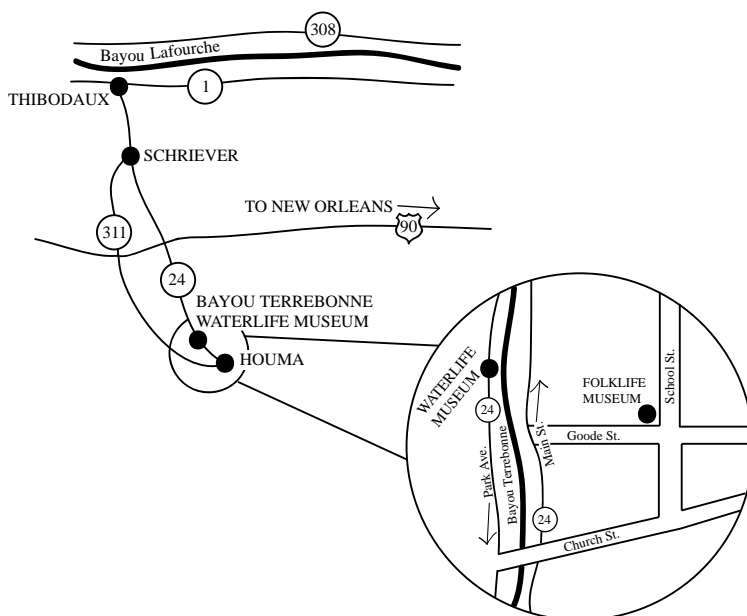 308
Bayou Lafourche
1
THIBODAUX
SCHRIEVER
TO NEW ORLEANS
90
311
24
BAYOU TERREBONNE
WATERLIFE MUSEUM
HOUMA
WATERLIFE
MUSEUM
24
Park Ave.
Bayou Terrebonne
Main St.
24
FOLKLIFE
MUSEUM
School St.
Goode St.
Church St.